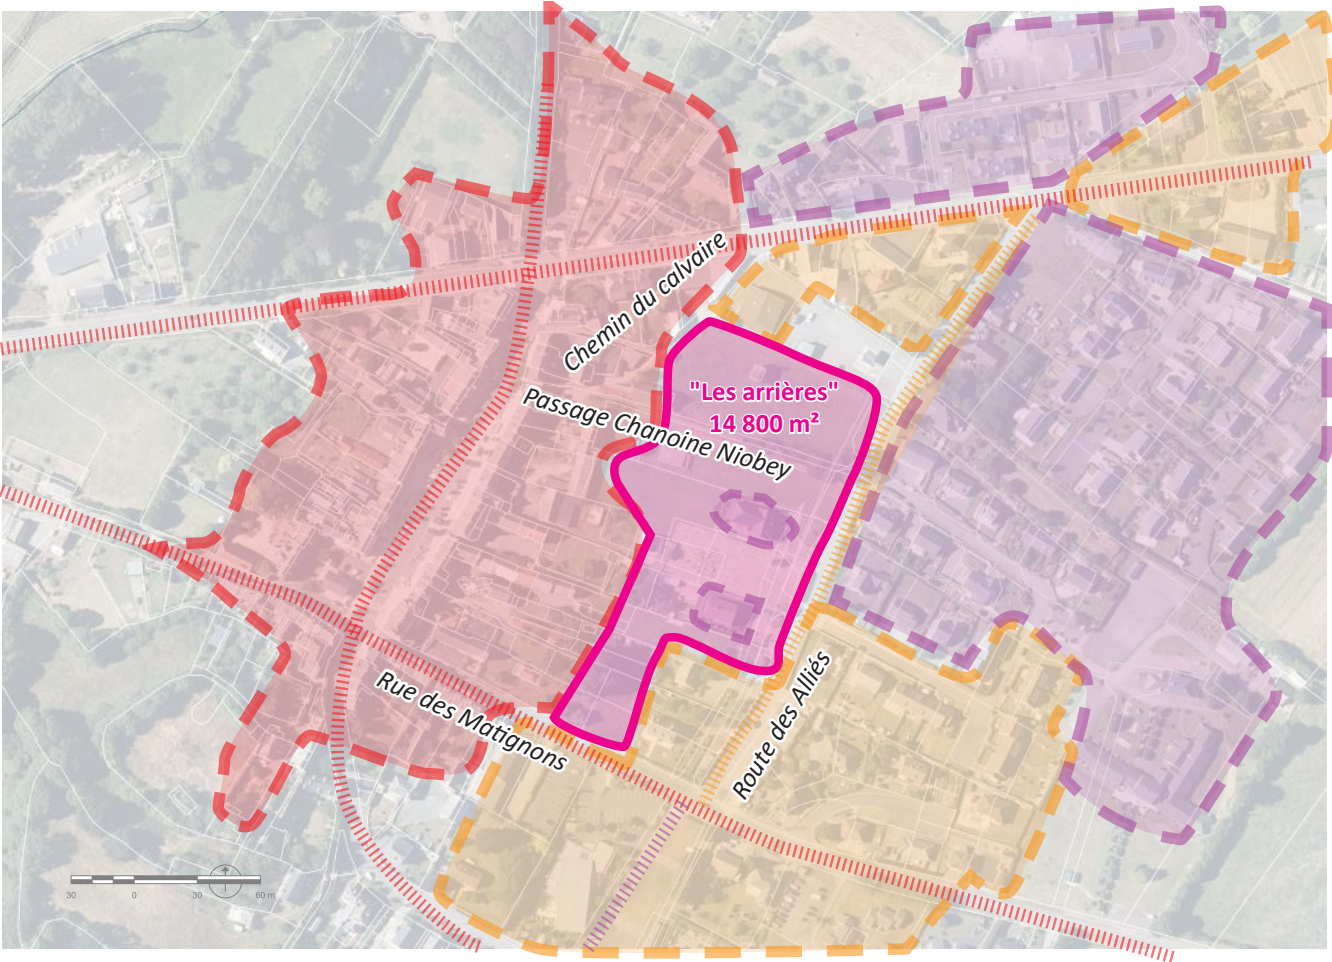 Chemin du calvaire
"Les arrières"
14 800 m²
Passage Chanoine Niobey
Rue des Matignons
Route des Alliés
30 0 30 60 m